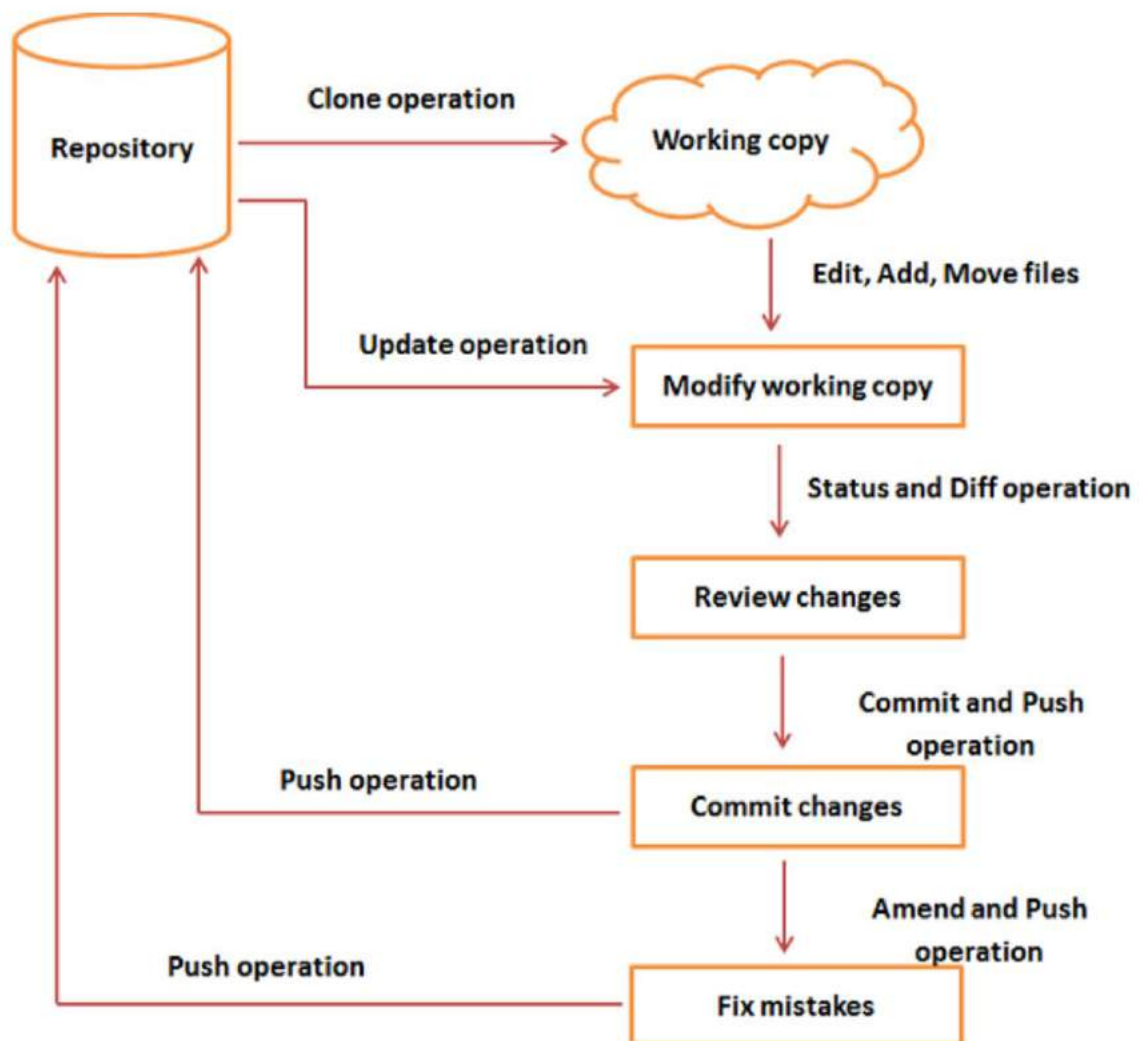 Clone operation
Repository
Working copy
Edit, Add, Move files
Update operation
Modify working copy
Status and Diff operation
Review changes
Commit and Push
operation
Push operation
Commit changes
Amend and Push
operation
Push operation
Fix mistakes